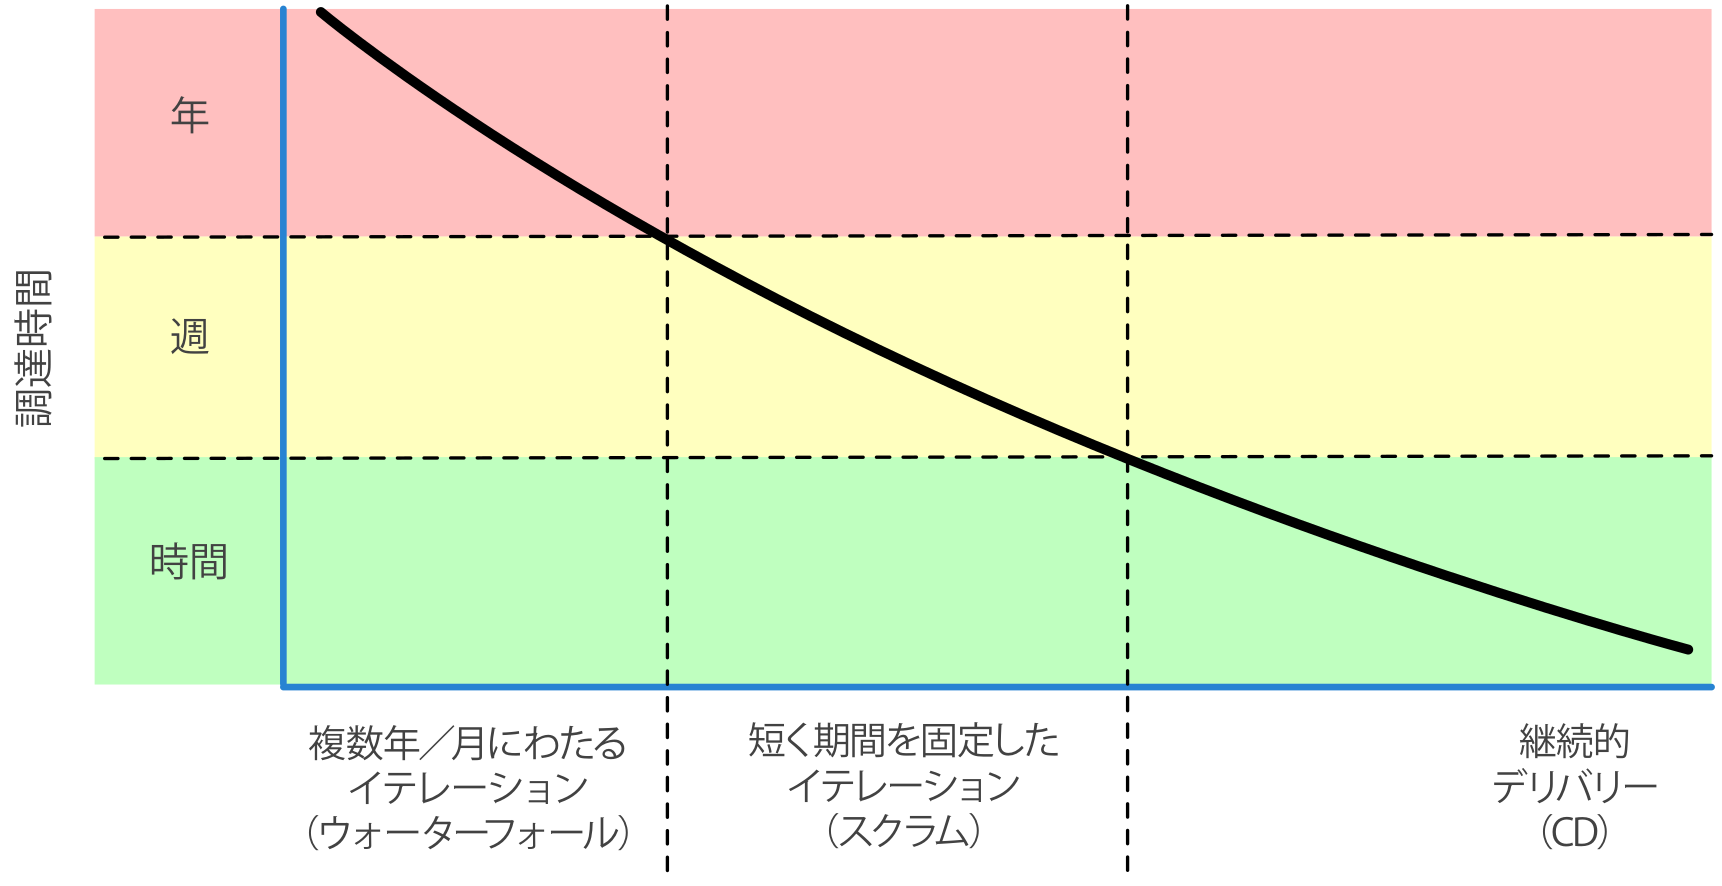 調達時間
年
週
時間
複数年／月にわたる
イテレーション
（ウォーターフォール）
短く期間を固定した
イテレーション
（スクラム）
継続的
デリバリー
（CD）